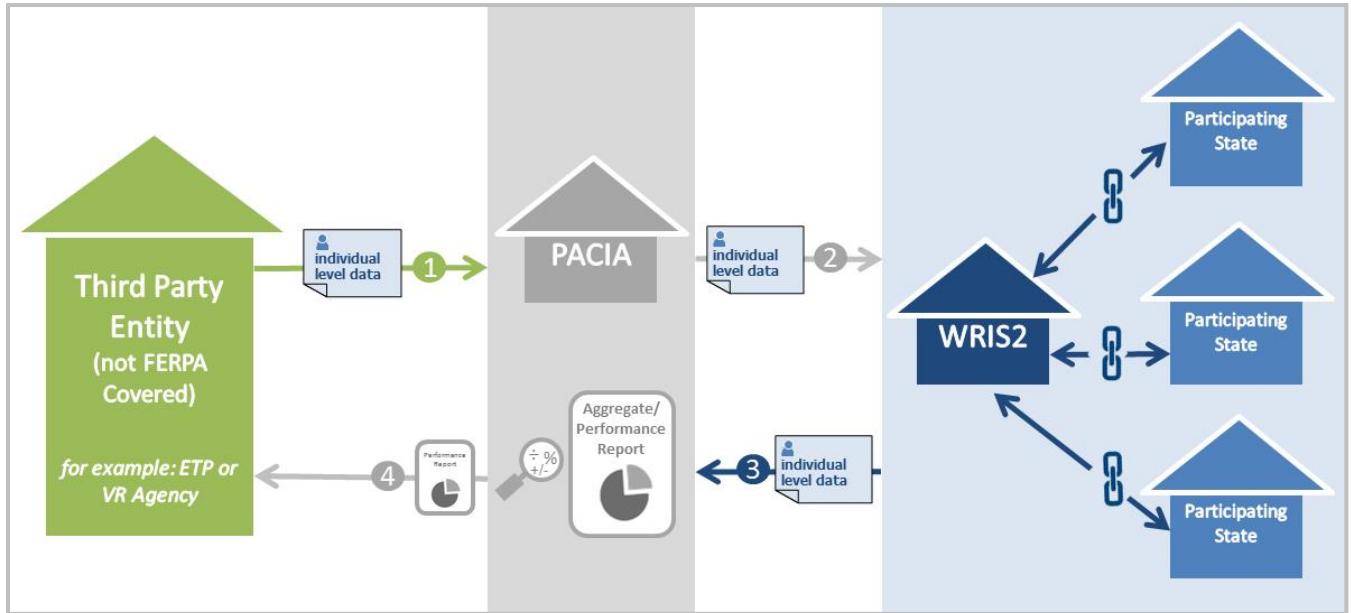 Third Party
Entity
(not FERPA
Covered)
for example: ETP or
VR Agency
individual
level data
1
PACIA
individual
level data
2
WRIS2
Participating
State
Participating
State
Participating
State
individual
level data
3
Aggregate/
Performance
Report
÷ %
+/-
Performance
Report
4